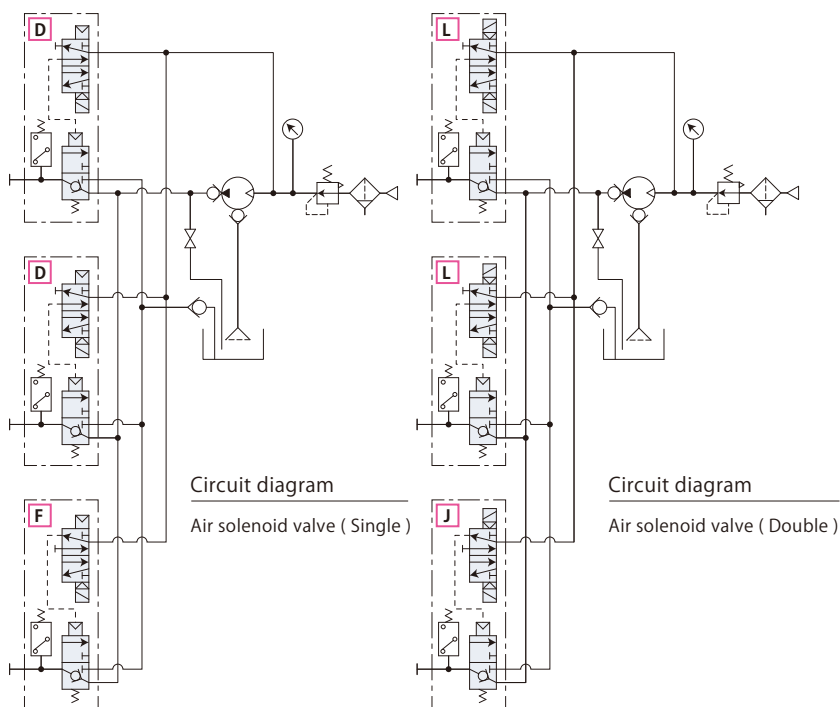 D
D
F
Circuit diagram
Air solenoid valve ( Single )
L
L
J
Circuit diagram
Air solenoid valve ( Double )